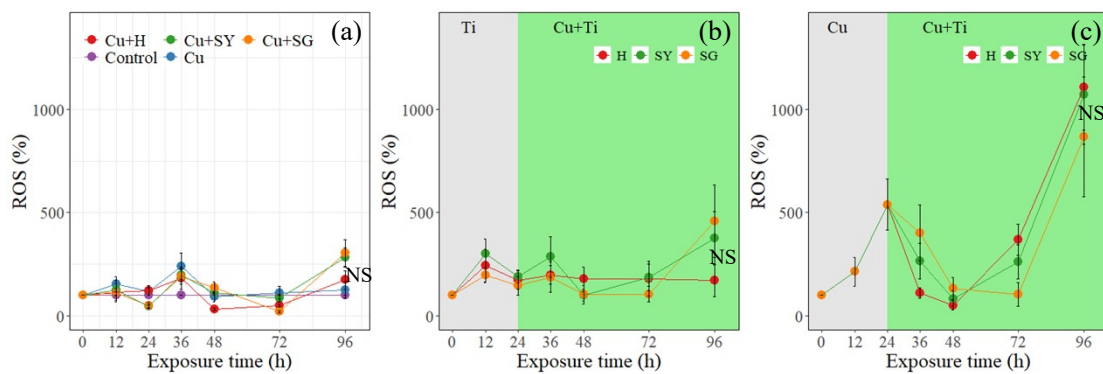 (a)
Cu+H Cu+SY Cu+SG
Control Cu
ROS (%)
1000
500
0
NS
0 12 24 36 48 72 96
Exposure time (h)
Ti Cu+Ti (b)
H SY SG
ROS (%)
1000
500
0
NS
0 12 24 36 48 72 96
Exposure time (h)
Cu Cu+Ti (c)
H SY SG
ROS (%)
1000
500
0
NS
0 12 24 36 48 72 96
Exposure time (h)